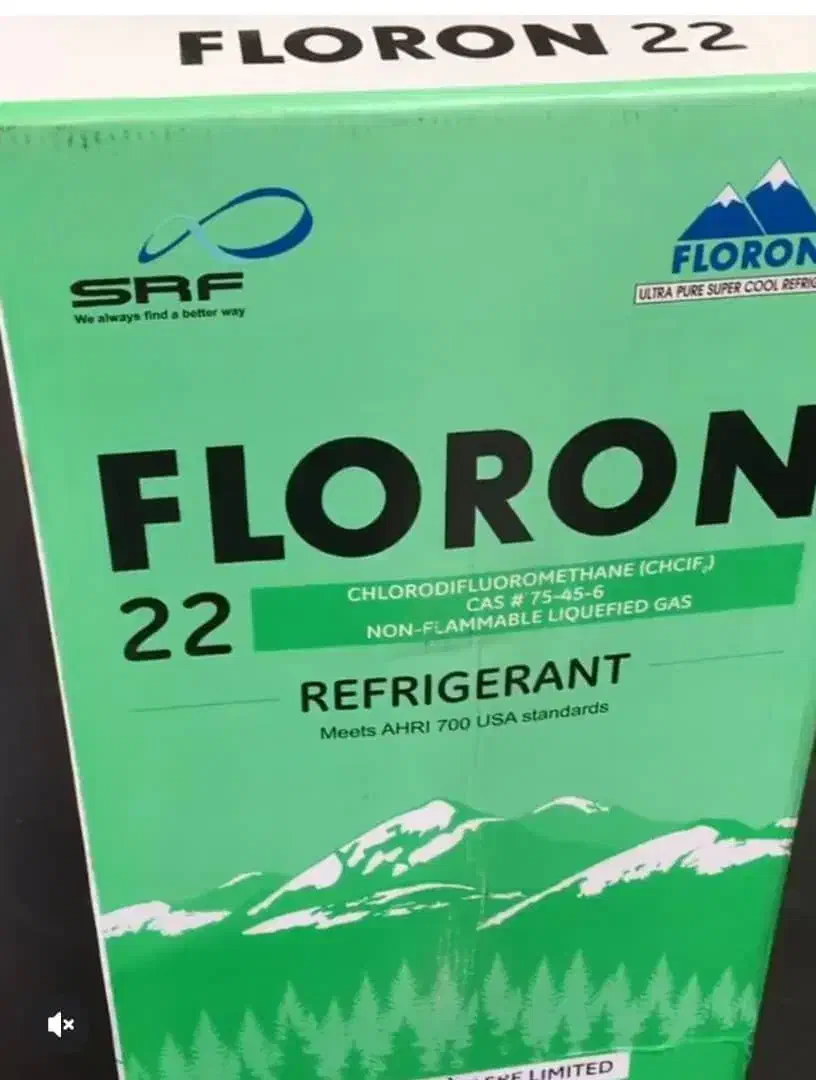 FLORON 22
SRF
We always find a better way
FLORON
ULTRA PURE SUPER COOL
FLORON
22
CHLORODIFLUOROMETHANE (CHClF₂)
CAS # 75-45-6
NON-FLAMMABLE LIQUEFIED GAS
REFRIGERANT
Meets AHRI 700 USA standards
LIMITED